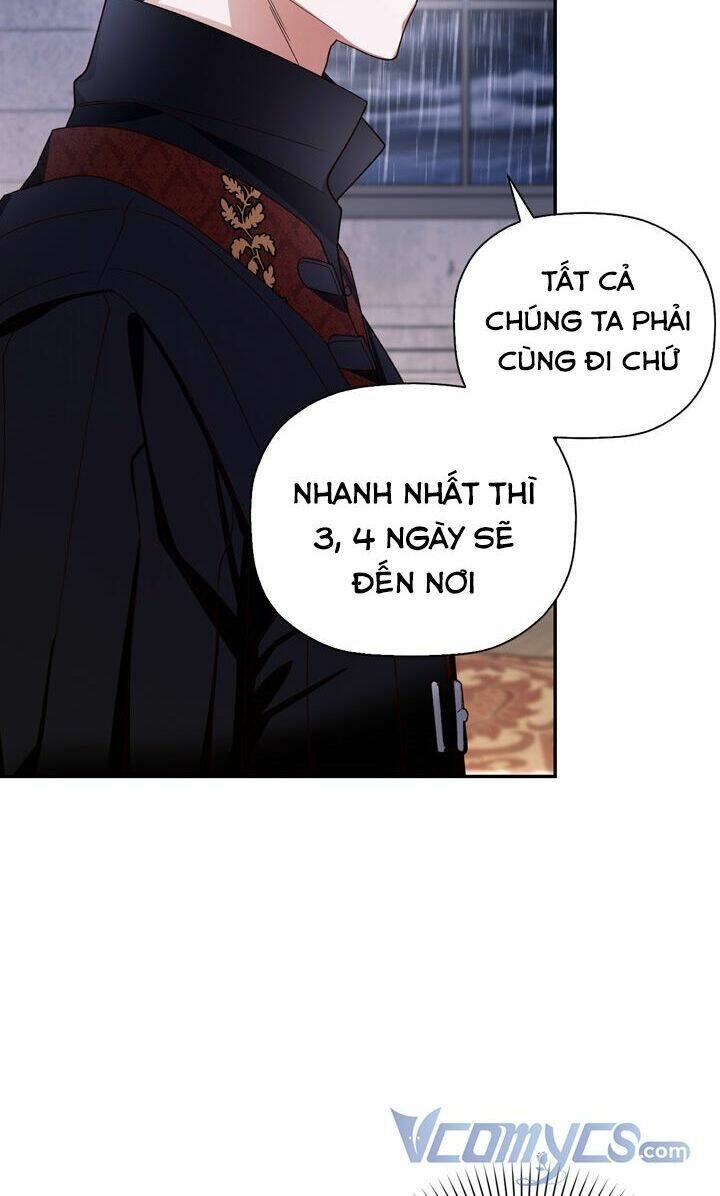 TẤT CẢ
CHÚNG TA PHẢI
CÙNG ĐI CHỨ
NHANH NHẤT THÌ
3, 4 NGÀY SẼ
ĐẾN NƠI
VCOMYCS.com